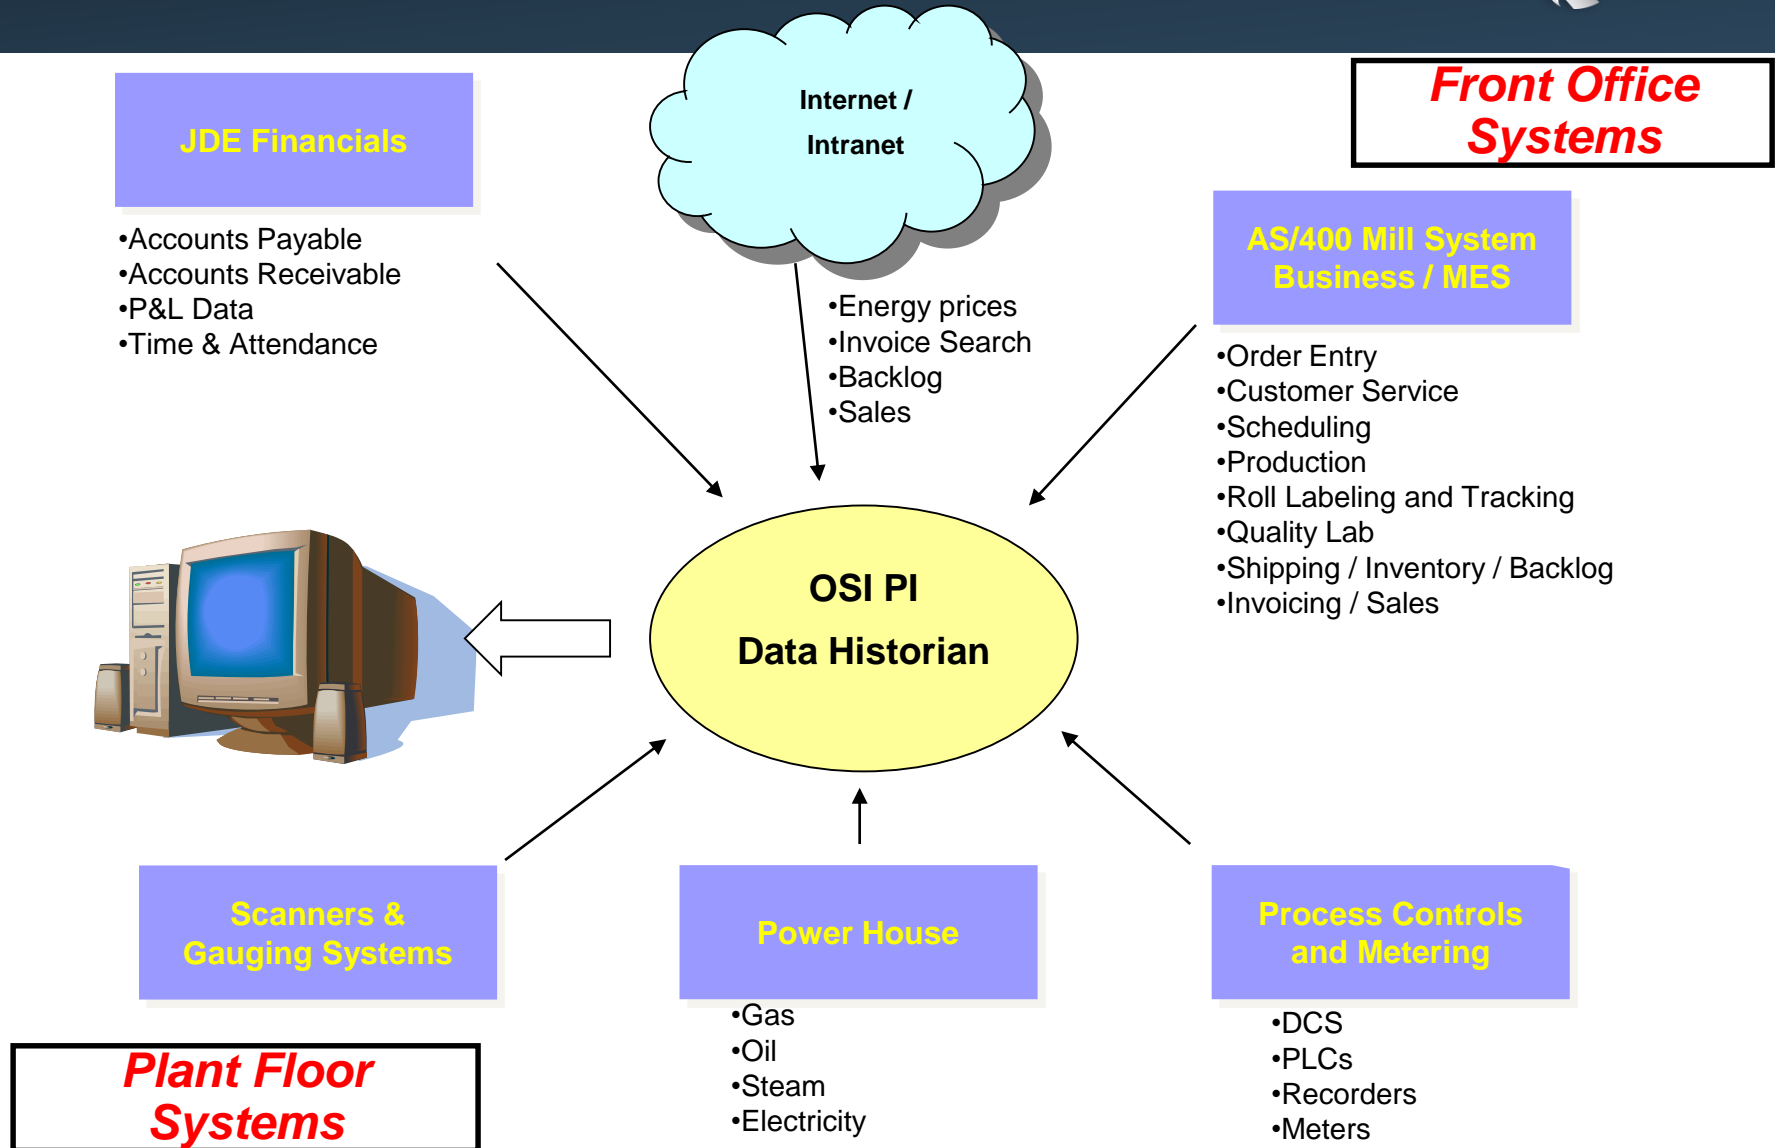 Front Office
Systems
JDE Financials
•Accounts Payable
•Accounts Receivable
•P&L Data
•Time & Attendance
Internet /
Intranet
•Energy prices
•Invoice Search
•Backlog
•Sales
AS/400 Mill System
Business / MES
•Order Entry
•Customer Service
•Scheduling
•Production
•Roll Labeling and Tracking
•Quality Lab
•Shipping / Inventory / Backlog
•Invoicing / Sales
OSI PI
Data Historian
Scanners &
Gauging Systems
Power House
•Gas
•Oil
•Steam
•Electricity
Process Controls
and Metering
•DCS
•PLCs
•Recorders
•Meters
Plant Floor
Systems